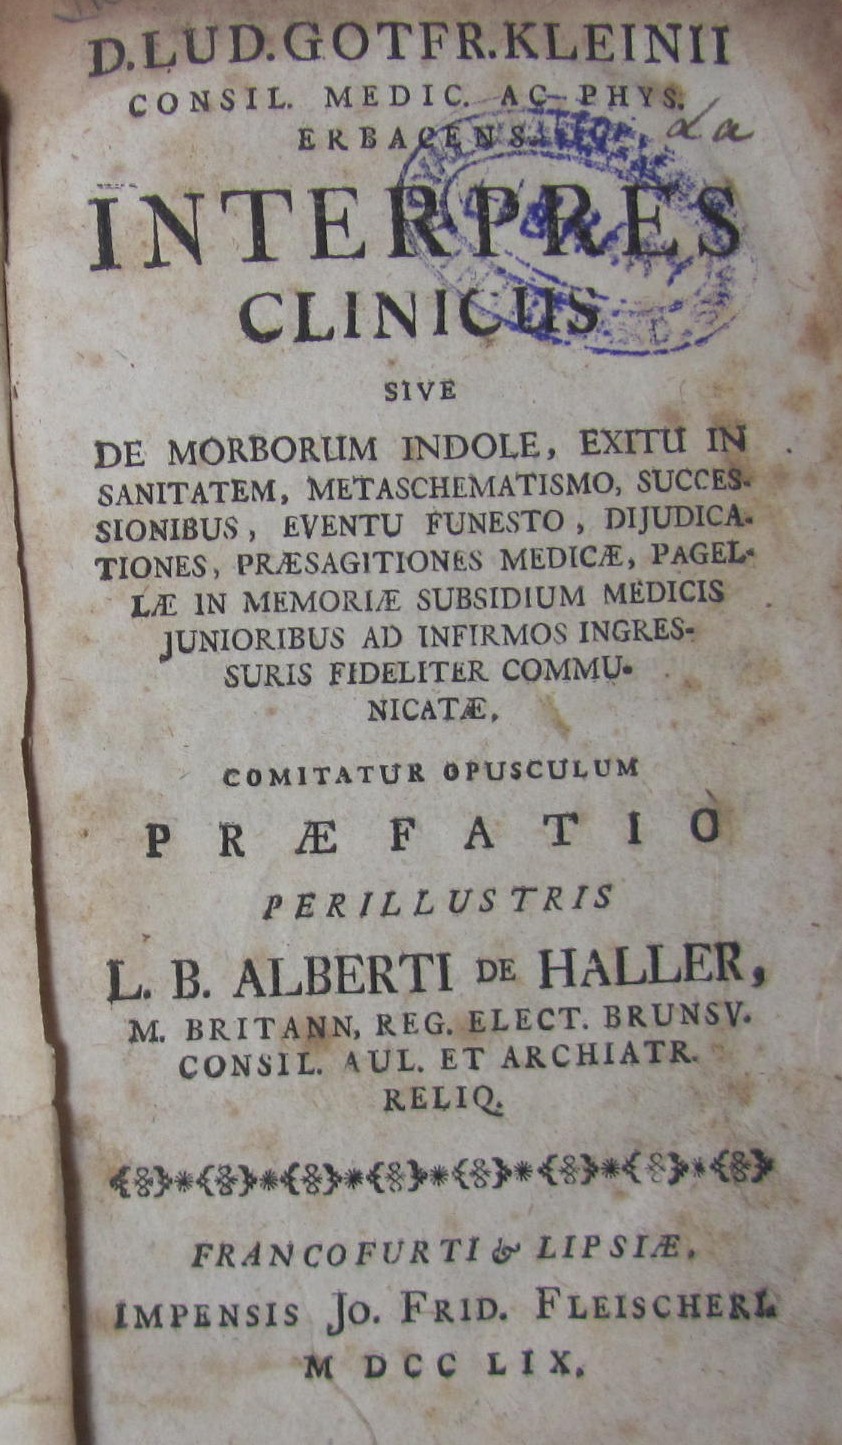 D. LUD. GOTFR. KLEINII
CONSIL. MEDIC. AC PHYS.
ERBACENS.
La
INTERPRES
CLINICUS
SIVE
DE MORBORUM INDOLE, EXITU IN
SANITATEM, METASCHEMATISMO, SUCCES-
SIONIBUS, EVENTU FUNESTO, DIJUDICA-
TIONES, PRÆSAGITIONES MEDICÆ, PAGEL-
LÆ IN MEMORIÆ SUBSIDIUM MEDICIS
JUNIORIBUS AD INFIRMOS INGRES-
SURIS FIDELITER COMMU-
NICATÆ,
COMITATUR OPUSCULUM
PRÆFATIO
PERILLUSTRIS
L. B. ALBERTI DE HALLER,
M. BRITANN, REG. ELECT. BRUNSV.
CONSIL. AUL. ET ARCHIATR.
RELIQ.
FRANCOFURTI & LIPSIÆ.
IMPENSIS JO. FRID. FLEISCHERI.
M DCC LIX.
LIBRARY